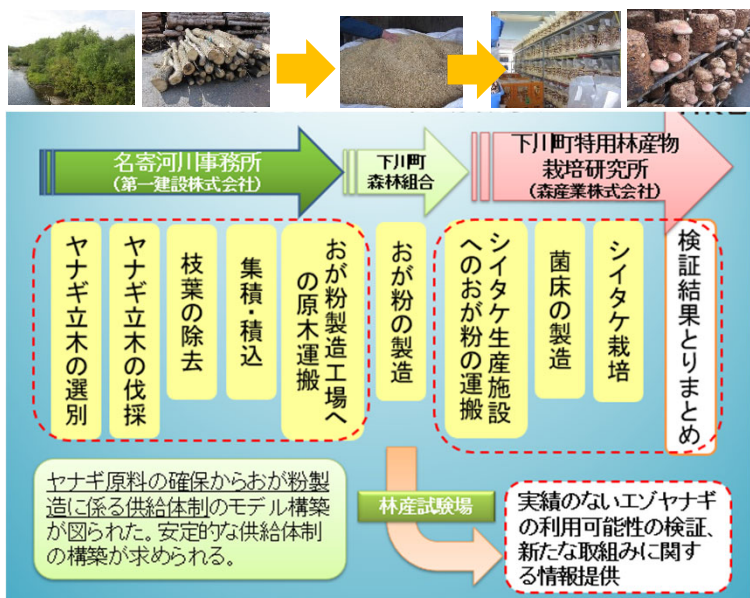 名寄河川事務所
（第一建設株式会社）
下川町
森林組合
下川町特用林産物
栽培研究所
（森産業株式会社）
ヤナギ立木の選別
ヤナギ立木の伐採
枝葉の除去
集積・積込
おが粉製造工場へ
の原木運搬
おが粉の製造
シイタケ生産施設
へのおが粉の運搬
菌床の製造
シイタケ栽培
検証結果とりまとめ
ヤナギ原料の確保からおが粉製
造に係る供給体制のモデル構築
が図られた。安定的な供給体制
の構築が求められる。
林産試験場
実績のないエゾヤナギ
の利用可能性の検証、
新たな取組みに関す
る情報提供